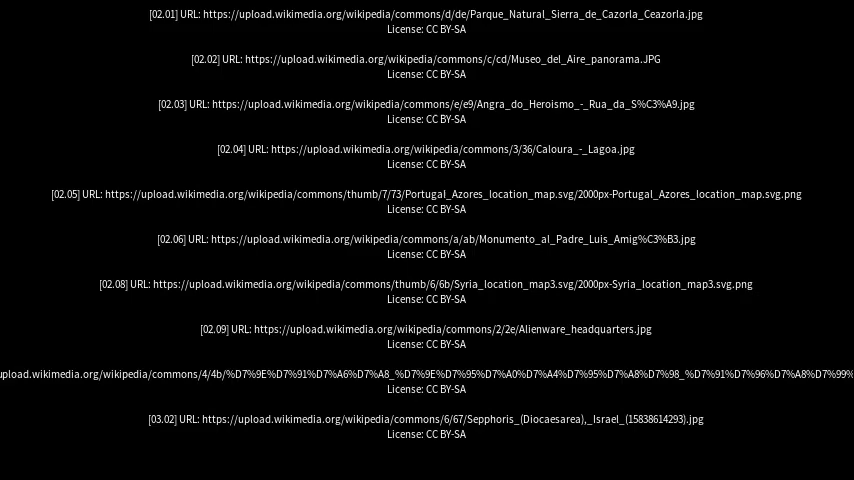 [02.01] URL: https://upload.wikimedia.org/wikipedia/commons/d/de/Parque_Natural_Sierra_de_Cazorla_Ceazorla.jpg
License: CC BY-SA
[02.02] URL: https://upload.wikimedia.org/wikipedia/commons/c/cd/Museo_del_Aire_panorama.JPG
License: CC BY-SA
[02.03] URL: https://upload.wikimedia.org/wikipedia/commons/e/e9/Angra_do_Heroismo_-_Rua_da_S%C3%A9.jpg
License: CC BY-SA
[02.04] URL: https://upload.wikimedia.org/wikipedia/commons/3/36/Caloura_-_Lagoa.jpg
License: CC BY-SA
[02.05] URL: https://upload.wikimedia.org/wikipedia/commons/thumb/7/73/Portugal_Azores_location_map.svg/2000px-Portugal_Azores_location_map.svg.png
License: CC BY-SA
[02.06] URL: https://upload.wikimedia.org/wikipedia/commons/a/ab/Monumento_al_Padre_Luis_Amig%C3%B3.jpg
License: CC BY-SA
[02.08] URL: https://upload.wikimedia.org/wikipedia/commons/thumb/6/6b/Syria_location_map3.svg/2000px-Syria_location_map3.svg.png
License: CC BY-SA
[02.09] URL: https://upload.wikimedia.org/wikipedia/commons/2/2e/Alienware_headquarters.jpg
License: CC BY-SA
upload.wikimedia.org/wikipedia/commons/4/4b/%D7%9E%D7%91%D7%A6%D7%A8_%D7%9E%D7%95%D7%A0%D7%A4%D7%95%D7%A8%D7%98_%D7%91%D7%96%D7%A8%D7%99%
License: CC BY-SA
[03.02] URL: https://upload.wikimedia.org/wikipedia/commons/6/67/Sepphoris_(Diocaesarea),_Israel_(15838614293).jpg
License: CC BY-SA